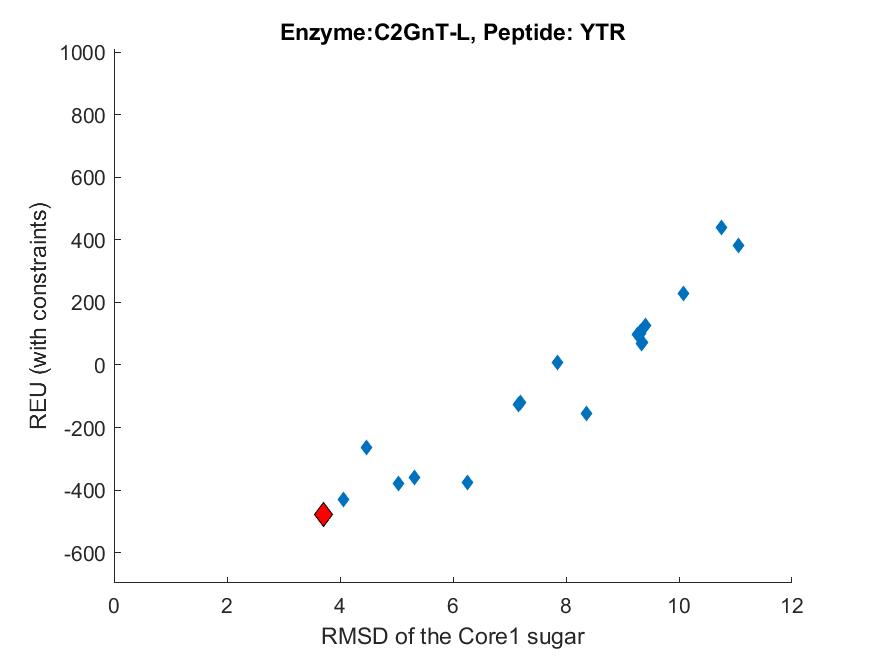 Enzyme:C2GnT-L, Peptide: YTR
1000
800
600
400
200
0
-200
-400
-600
REU (with constraints)
0 2 4 6 8 10 12
RMSD of the Core1 sugar